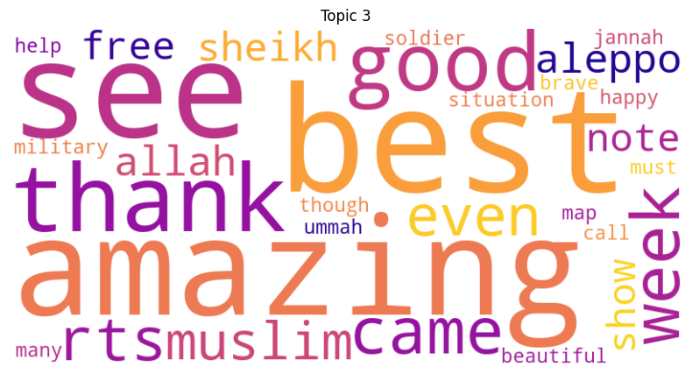 Topic 3
help
free
sheikh
soldier
jannah
see
good
aleppo
brave
best
situation
happy
military
allah
note
thank
must
though
even
map
week
ummah
call
amazing
show
many
rts
muslim
came
beautiful